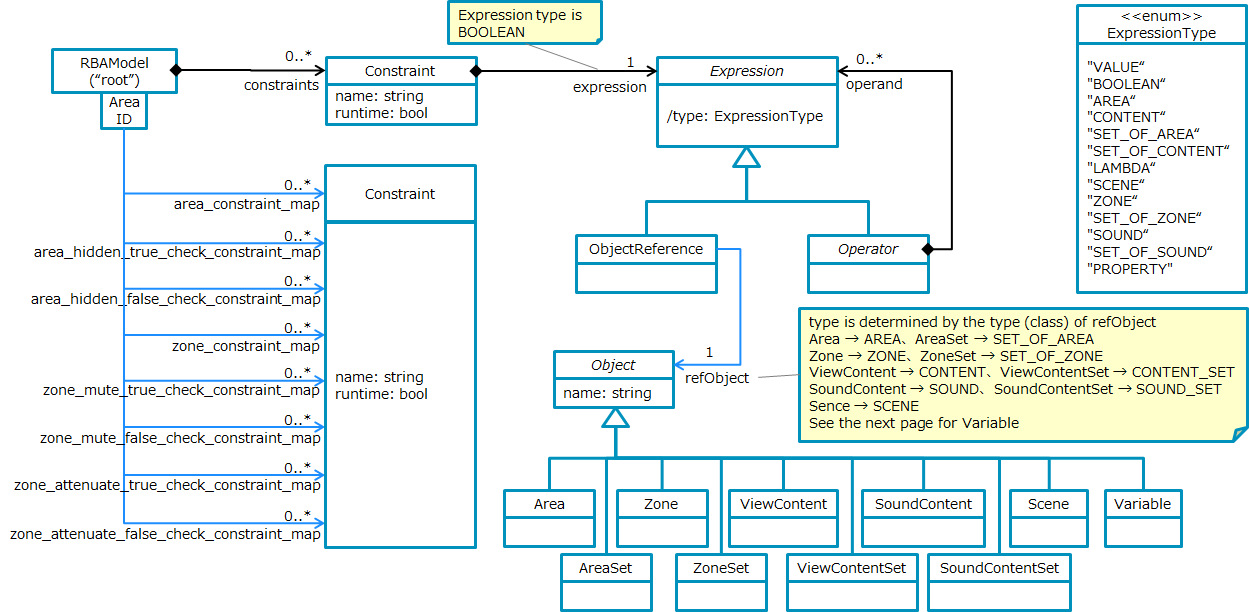 Expression type is
BOOLEAN
RBAModel
(“root”)
Area
ID
0..*
constraints
Constraint
name: string
runtime: bool
1
expression
Expression
/type: ExpressionType
0..*
operand
<<enum>>
ExpressionType
"VALUE“
"BOOLEAN“
"AREA“
"CONTENT“
"SET_OF_AREA“
"SET_OF_CONTENT“
"LAMBDA“
"SCENE“
"ZONE“
"SET_OF_ZONE“
"SOUND“
"SET_OF_SOUND“
"PROPERTY"
0..*
area_constraint_map
0..*
area_hidden_true_check_constraint_map
0..*
area_hidden_false_check_constraint_map
0..*
zone_constraint_map
0..*
zone_mute_true_check_constraint_map
0..*
zone_mute_false_check_constraint_map
0..*
zone_attenuate_true_check_constraint_map
0..*
zone_attenuate_false_check_constraint_map
Constraint
name: string
runtime: bool
ObjectReference
Operator
1
refObject
Object
name: string
type is determined by the type (class) of refObject
Area → AREA、AreaSet → SET_OF_AREA
Zone → ZONE、ZoneSet → SET_OF_ZONE
ViewContent → CONTENT、ViewContentSet → CONTENT_SET
SoundContent → SOUND、SoundContentSet → SOUND_SET
Sence → SCENE
See the next page for Variable
Area
Zone
ViewContent
SoundContent
Scene
Variable
AreaSet
ZoneSet
ViewContentSet
SoundContentSet